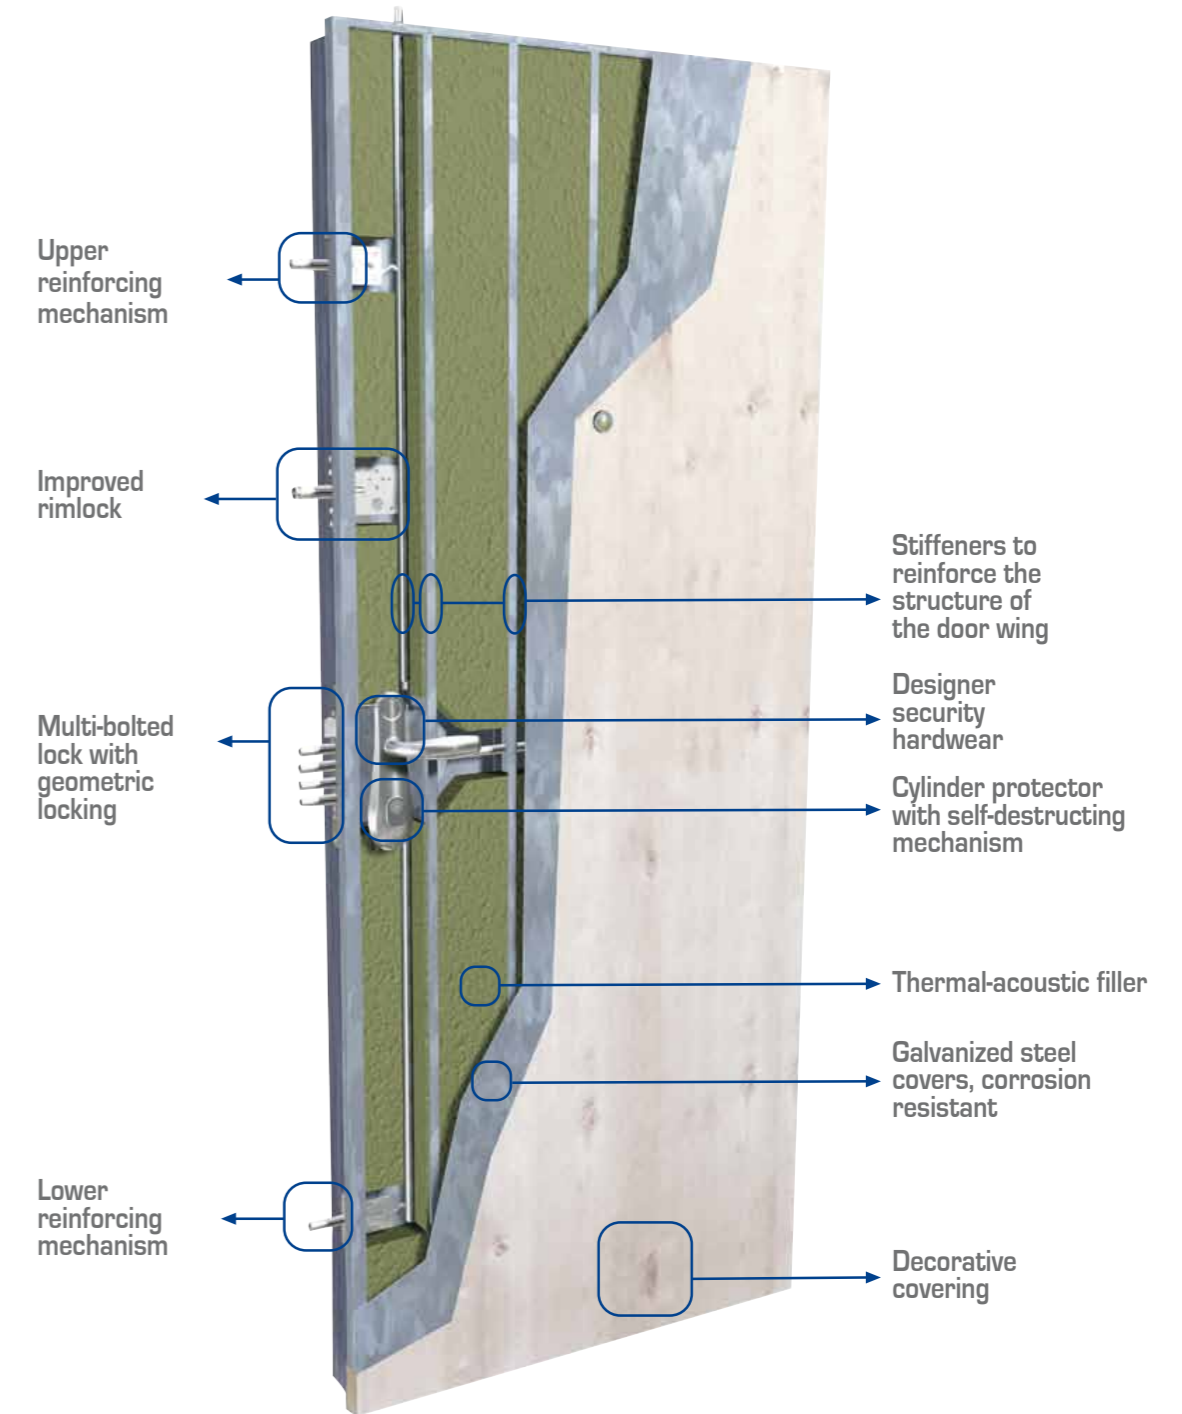 Upper
reinforcing
mechanism
Improved
rimlock
Multi-bolted
lock with
geometric
locking
Lower
reinforcing
mechanism
Stiffeners to
reinforce the
structure of
the door wing
Designer
security
hardwear
Cylinder protector
with self-destructing
mechanism
Thermal-acoustic filler
Galvanized steel
covers, corrosion
resistant
Decorative
covering